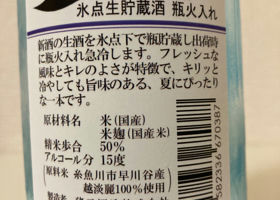 氷点生貯蔵酒 瓶火入れ
新酒の生酒を氷点下で瓶貯蔵し出荷時
に瓶火入れ急冷します。フレッシュな
風味とキレのよさが特徴で、キリッと
冷やしても旨味のある、夏にぴったり
な一本です。
原材料名 米(国産)
米麹(国産米)
精米歩合 50%
アルコール分 15度
原料米 糸魚川市早川谷産
越淡麗100%使用
製造者
582336670387